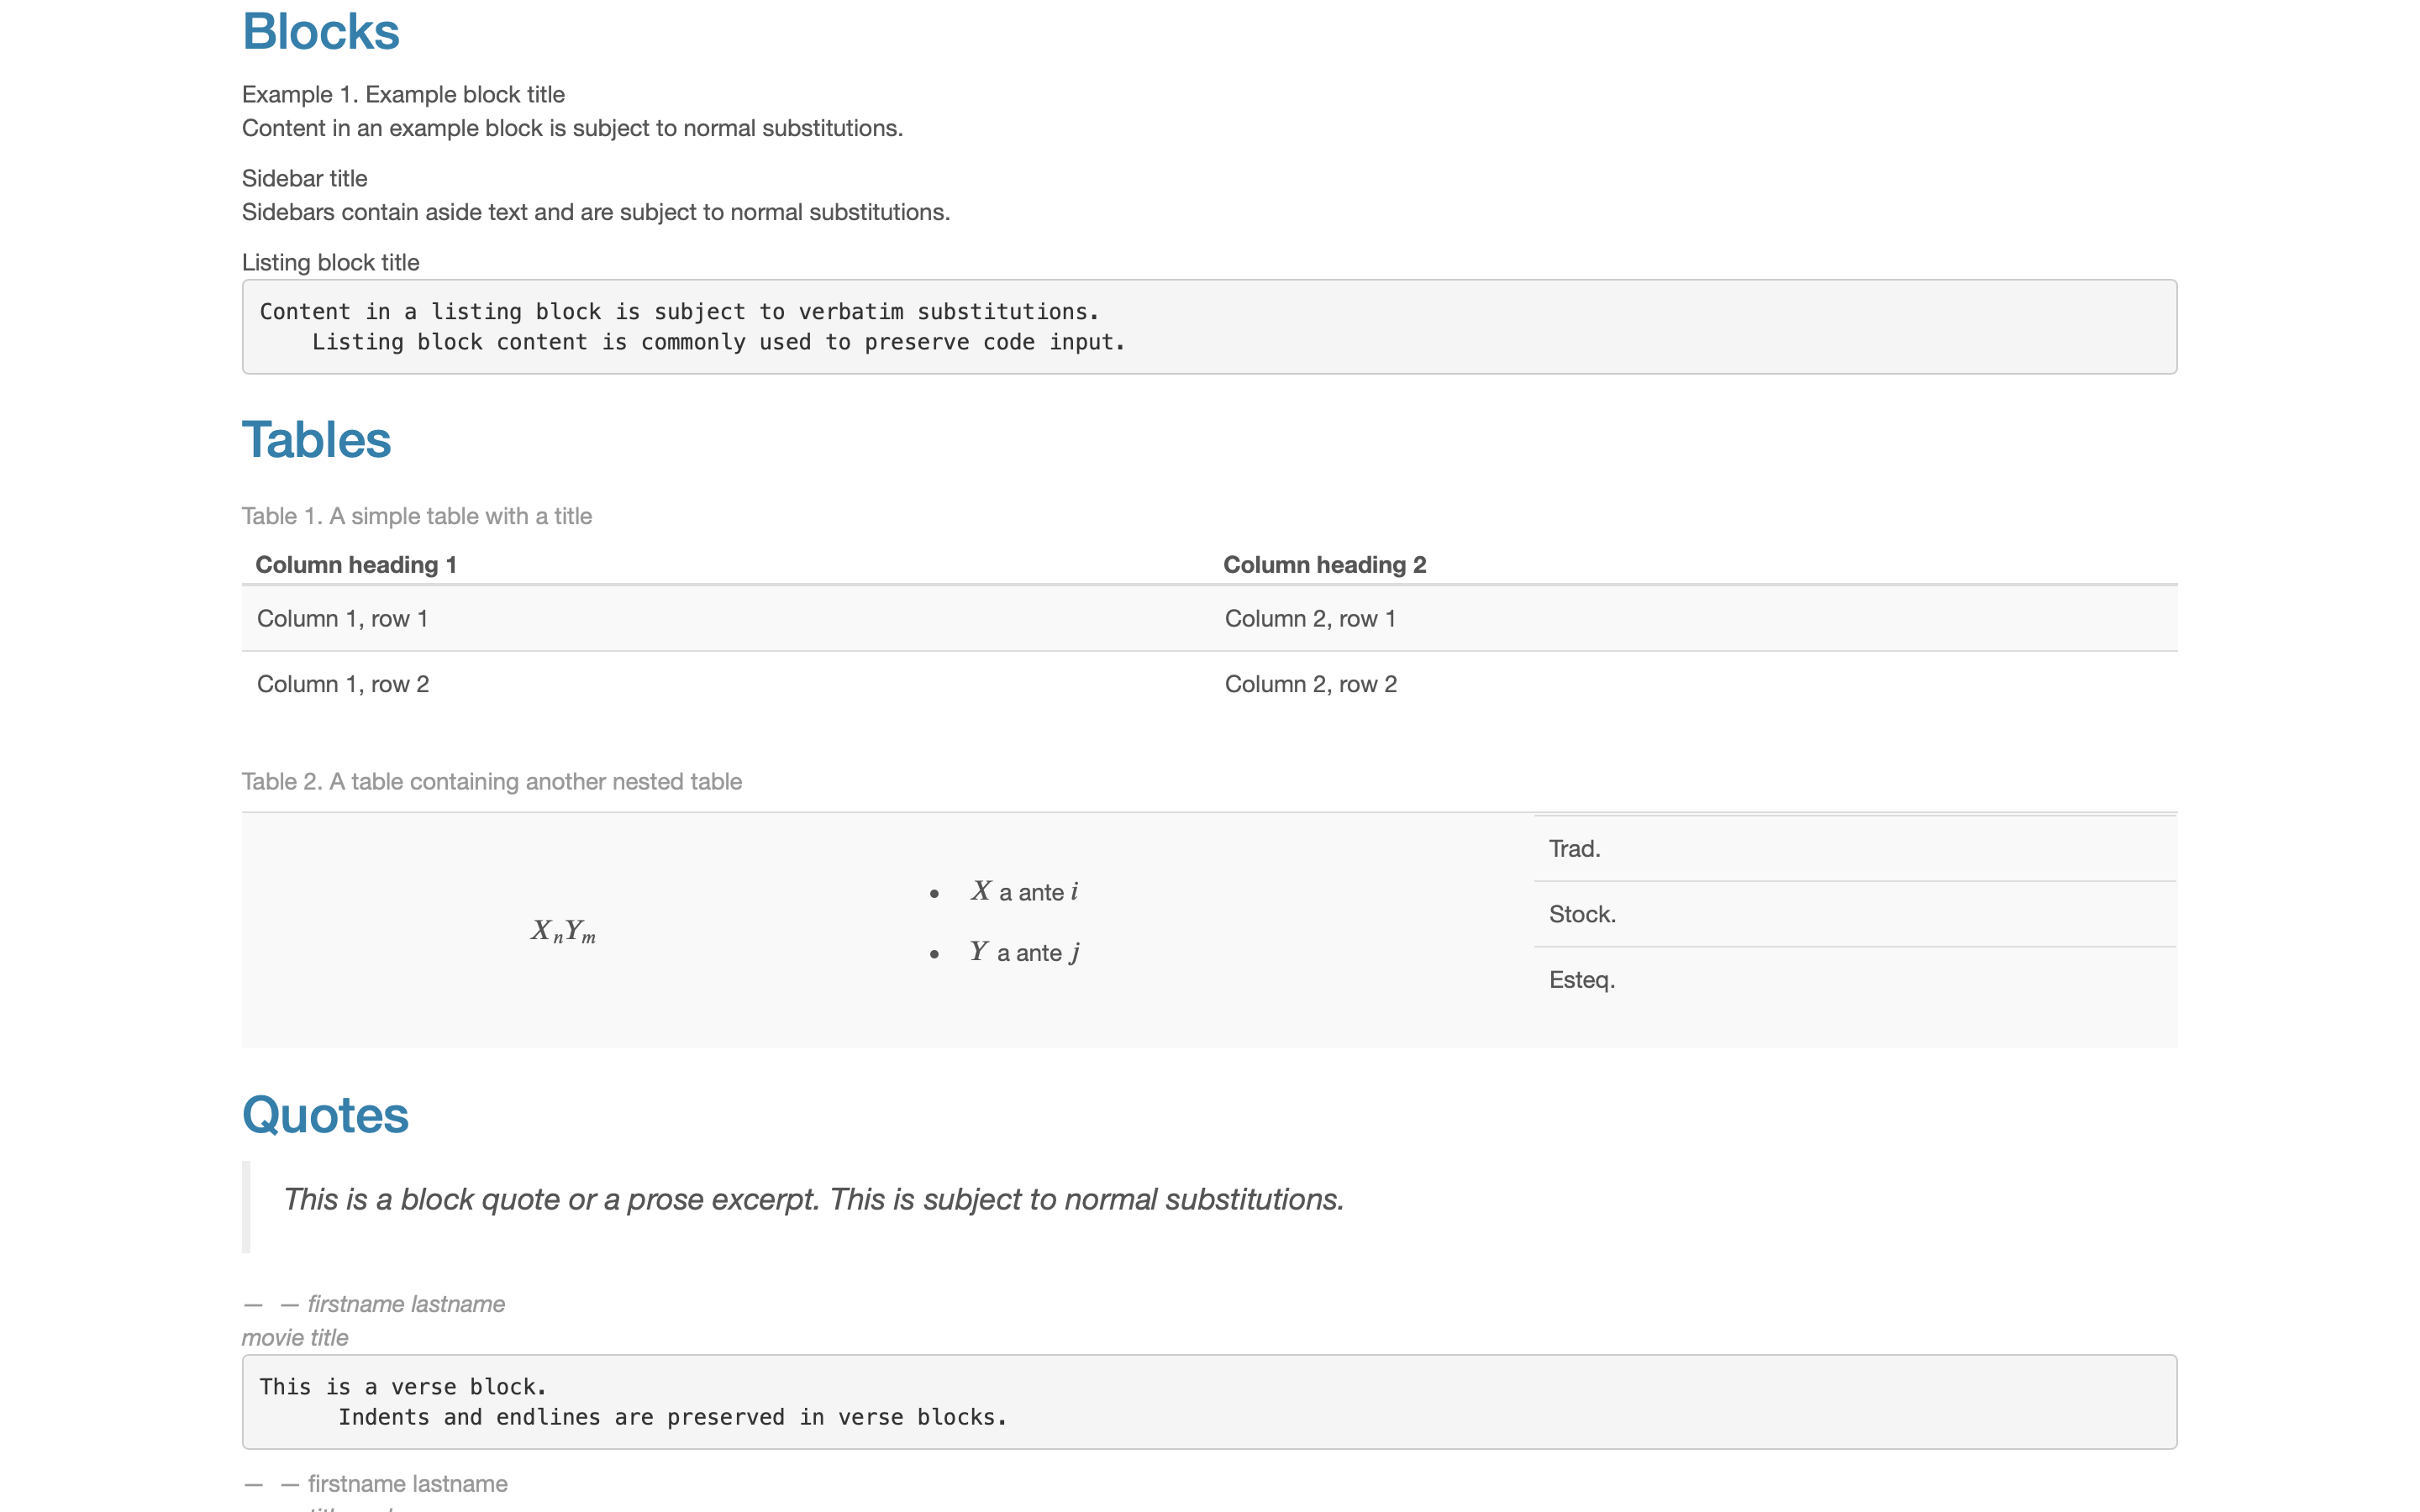 Blocks
Example 1. Example block title
Content in an example block is subject to normal substitutions.
Sidebar title
Sidebars contain aside text and are subject to normal substitutions.
Listing block title
Content in a listing block is subject to verbatim substitutions.
    Listing block content is commonly used to preserve code input.
Tables
Table 1. A simple table with a title
Column heading 1 Column heading 2
Column 1, row 1 Column 2, row 1
Column 1, row 2 Column 2, row 2
Table 2. A table containing another nested table
XₙYₘ
• X a ante i
• Y a ante j
Trad.
Stock.
Esteq.
Quotes
This is a block quote or a prose excerpt. This is subject to normal substitutions.
— — firstname lastname
movie title
This is a verse block.
      Indents and endlines are preserved in verse blocks.
— — firstname lastname